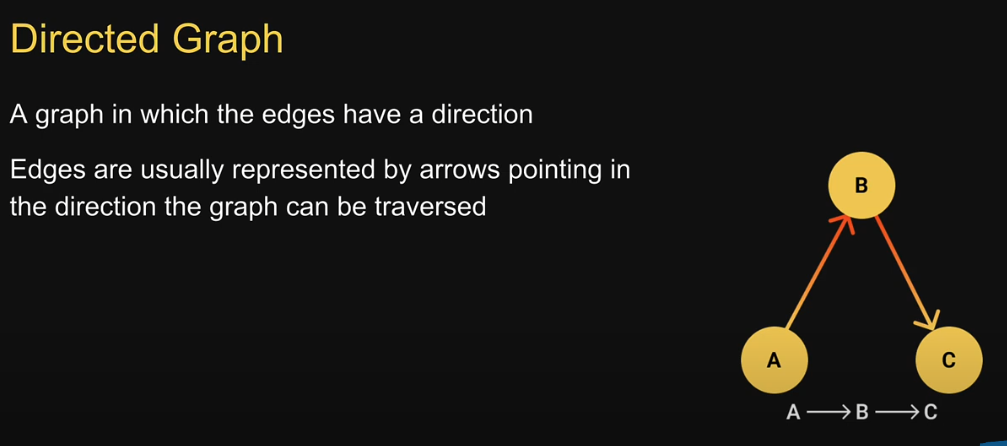 Directed Graph
A graph in which the edges have a direction
Edges are usually represented by arrows pointing in
the direction the graph can be traversed
B
A
C
A → B → C